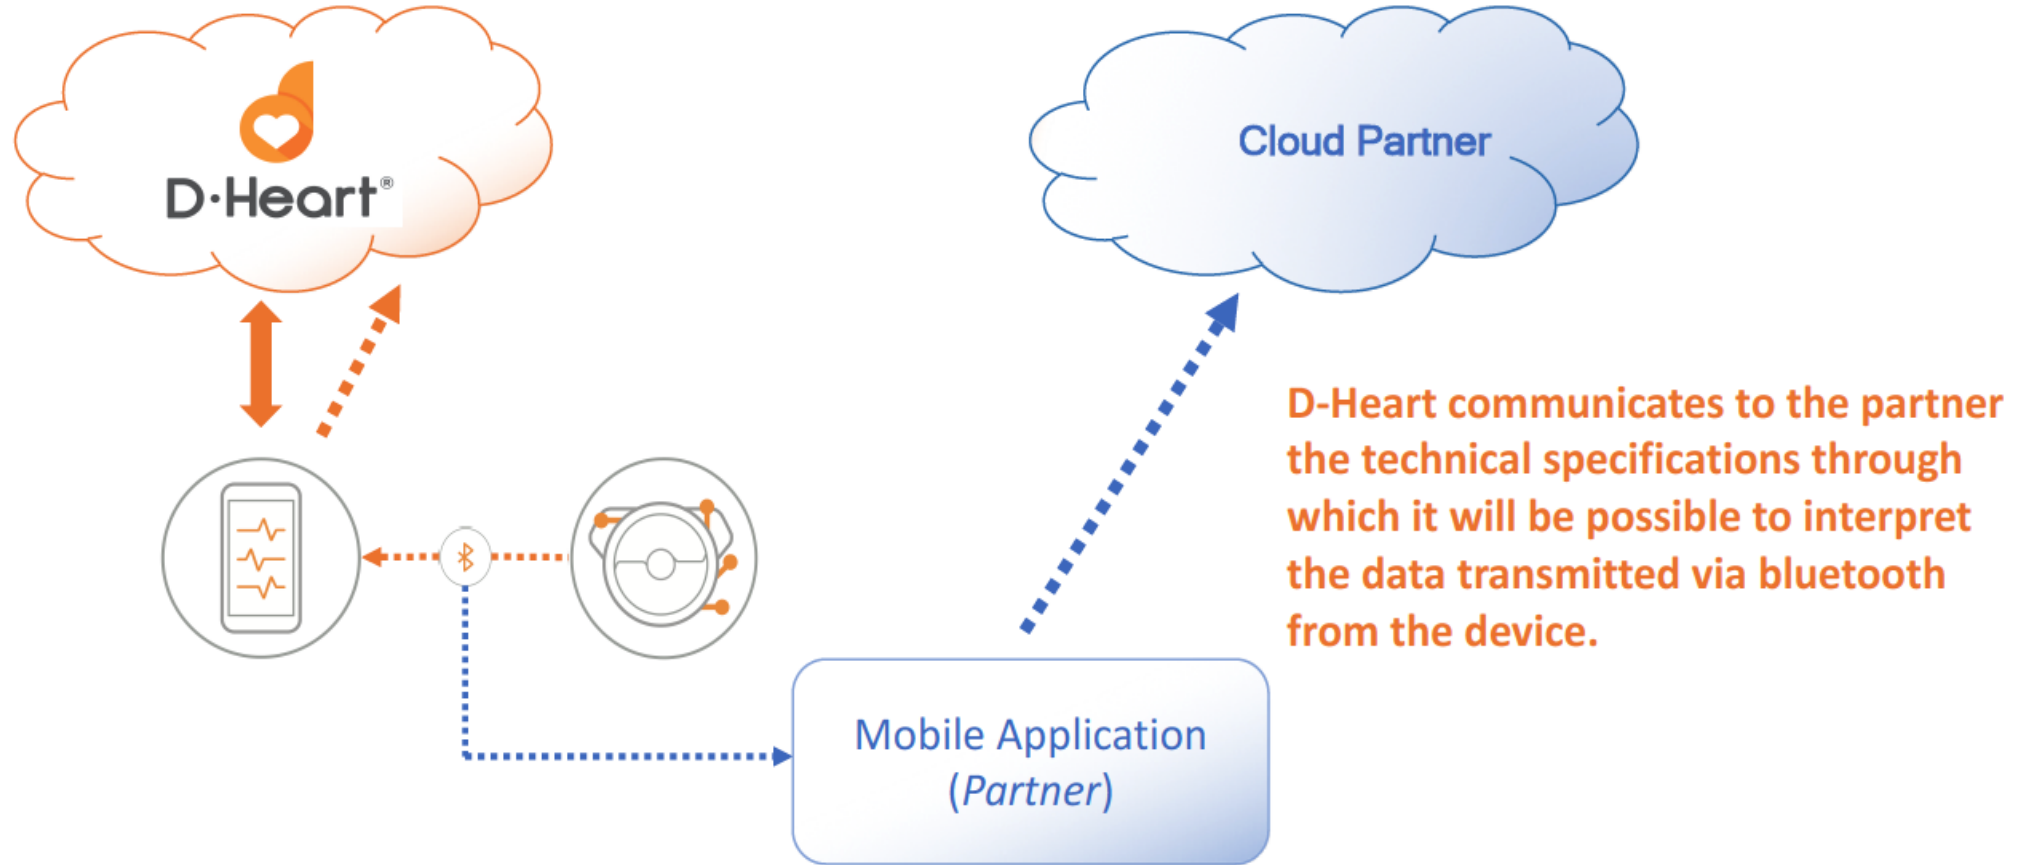 D·Heart®
Cloud Partner
D-Heart communicates to the partner
the technical specifications through
which it will be possible to interpret
the data transmitted via bluetooth
from the device.
Mobile Application
(Partner)